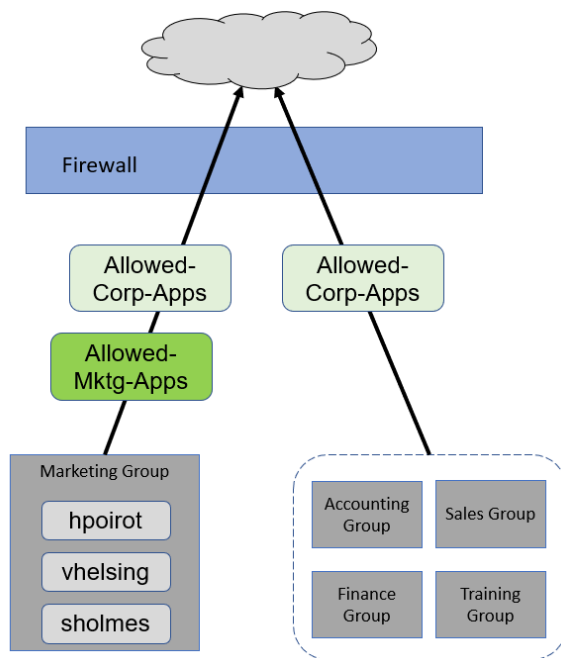 Firewall
Allowed-
Corp-Apps
Allowed-
Corp-Apps
Allowed-
Mktg-Apps
Marketing Group
hpoirot
vhelsing
sholmes
Accounting
Group
Sales Group
Finance
Group
Training
Group